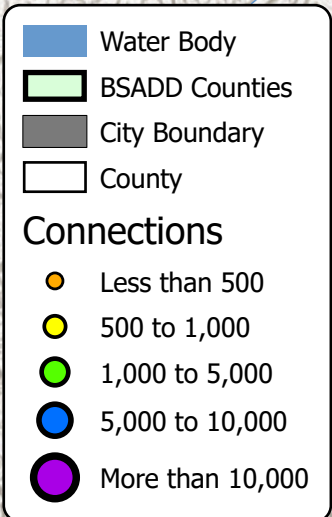 Water Body
BSADD Counties
City Boundary
County
Connections
Less than 500
500 to 1,000
1,000 to 5,000
5,000 to 10,000
More than 10,000